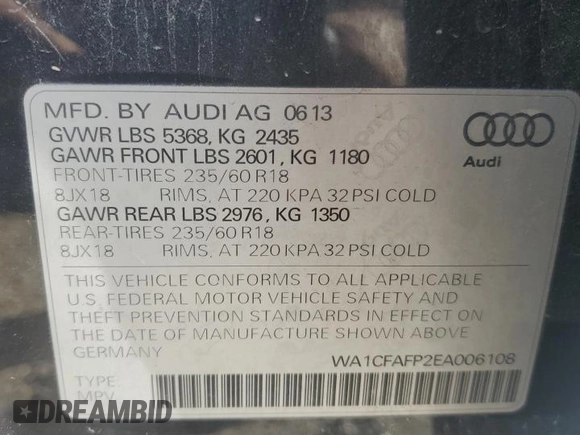 MFD. BY AUDI AG 06 13
GVWR LBS 5368, KG 2435
GAWR FRONT LBS 2601, KG 1180
FRONT-TIRES 235/60 R18
8JX18 RIMS, AT 220 KPA 32 PSI COLD
GAWR REAR LBS 2976, KG 1350
REAR-TIRES 235/60 R18
8JX18 RIMS, AT 220 KPA 32 PSI COLD
Audi
THIS VEHICLE CONFORMS TO ALL APPLICABLE
U.S. FEDERAL MOTOR VEHICLE SAFETY AND
THEFT PREVENTION STANDARDS IN EFFECT ON
THE DATE OF MANUFACTURE SHOWN ABOVE.
GERMANY
WA1CFAFP2EA006108
TYPE:
MPV
DREAMBID